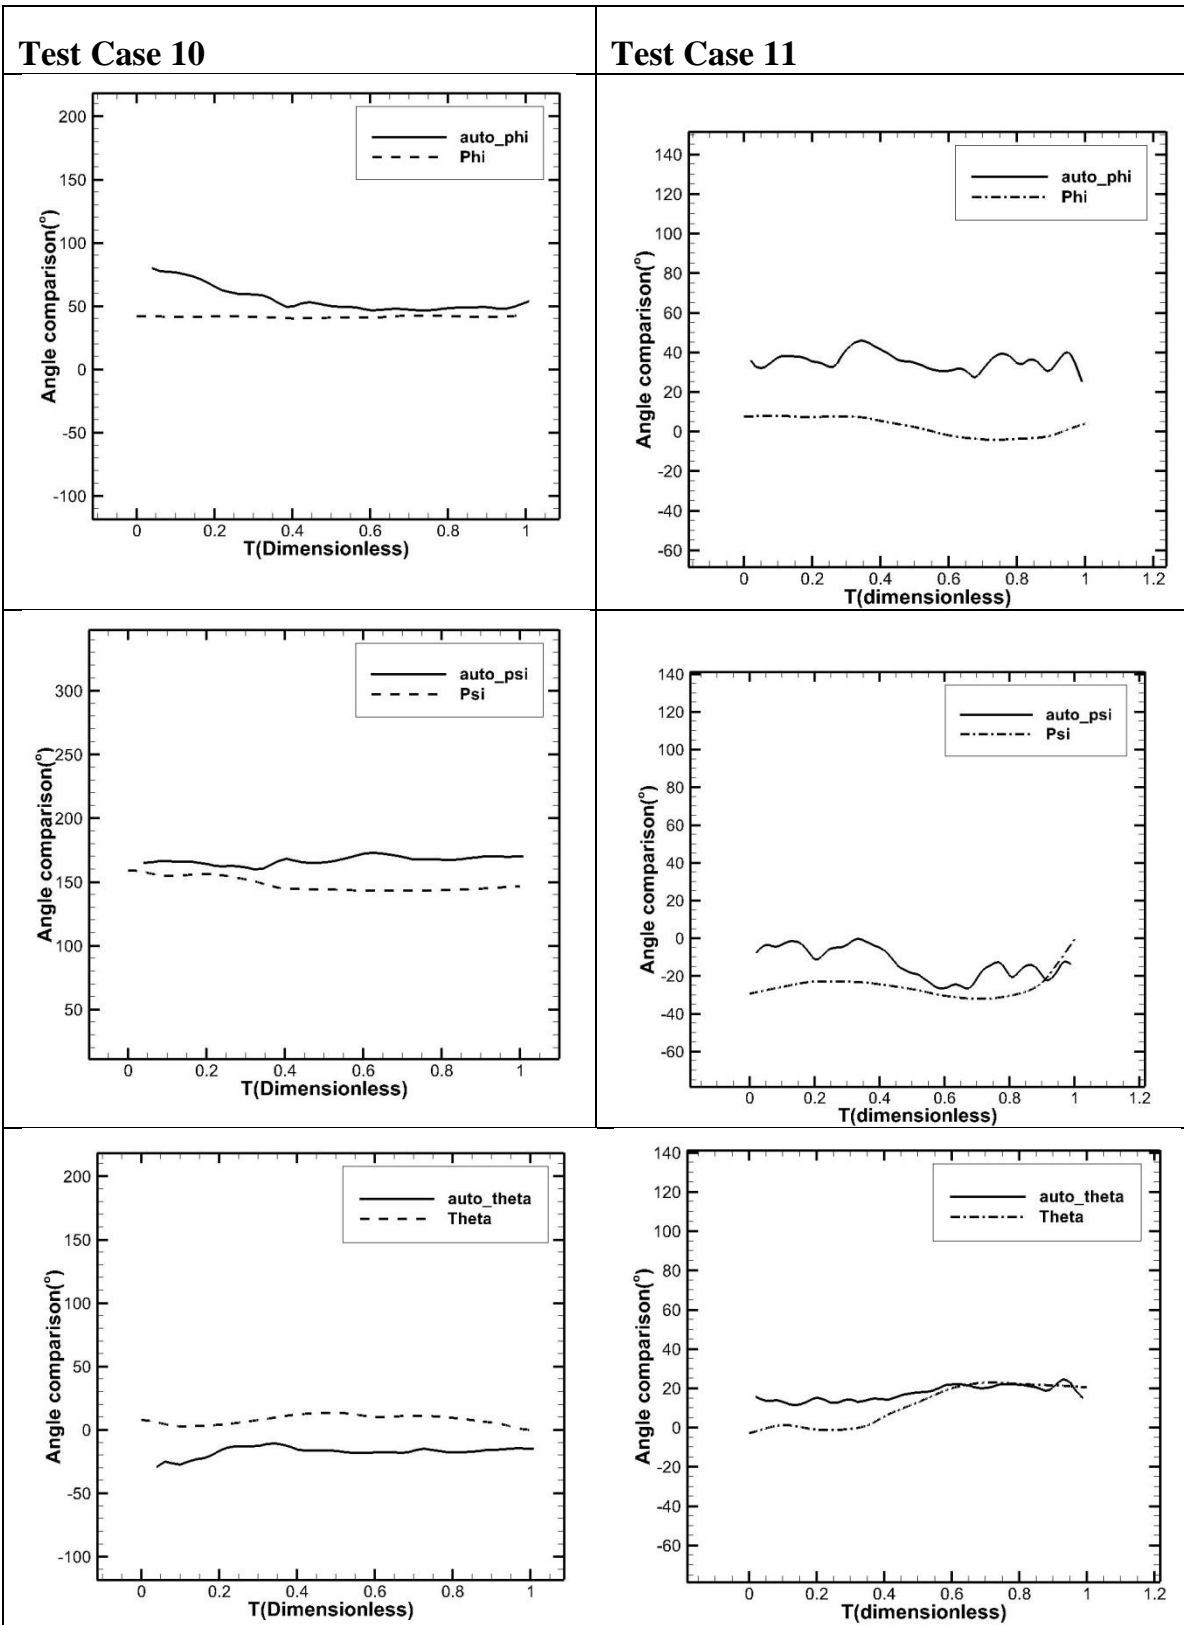 Test Case 10
Test Case 11
auto_phi
Phi
200
150
100
50
0
-50
-100
Angle comparison(°)
0 0.2 0.4 0.6 0.8 1
T(Dimensionless)
auto_phi
Phi
140
120
100
80
60
40
20
0
-20
-40
-60
Angle comparison(°)
0 0.2 0.4 0.6 0.8 1 1.2
T(dimensionless)
auto_psi
Psi
300
250
200
150
100
50
Angle comparison(°)
0 0.2 0.4 0.6 0.8 1
T(Dimensionless)
auto_psi
Psi
140
120
100
80
60
40
20
0
-20
-40
-60
Angle comparison(°)
0 0.2 0.4 0.6 0.8 1 1.2
T(dimensionless)
auto_theta
Theta
200
150
100
50
0
-50
-100
Angle comparison(°)
0 0.2 0.4 0.6 0.8 1
T(Dimensionless)
auto_theta
Theta
140
120
100
80
60
40
20
0
-20
-40
-60
Angle comparison(°)
0 0.2 0.4 0.6 0.8 1 1.2
T(dimensionless)